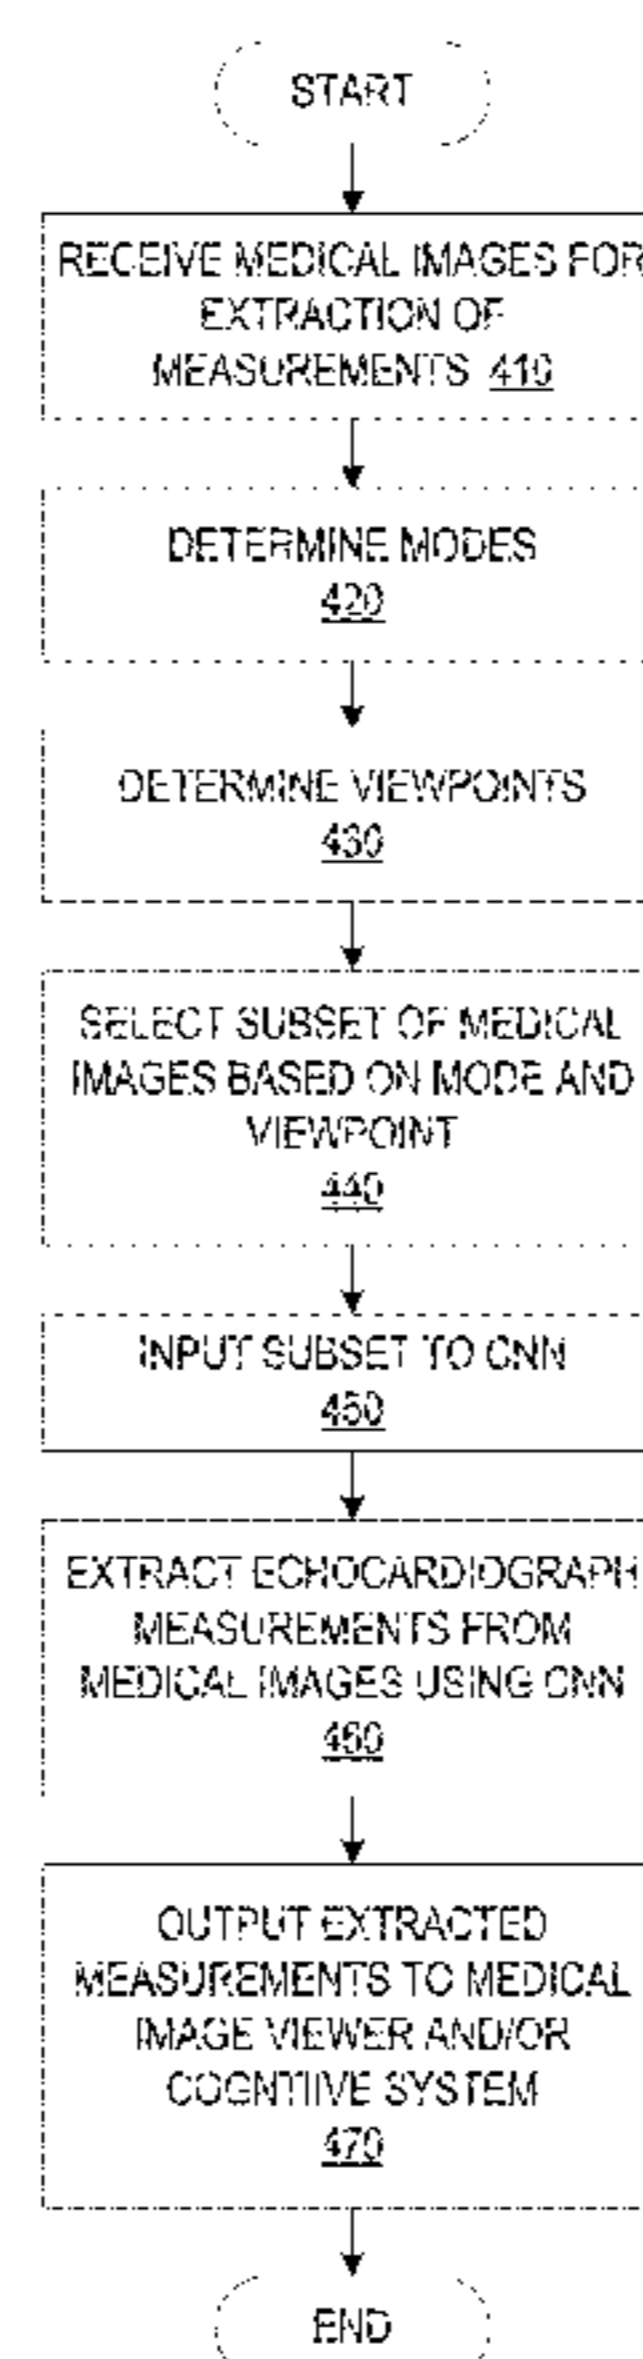 START
RECEIVE MEDICAL IMAGES FOR
EXTRACTION OF
MEASUREMENTS 410
DETERMINE MODES
420
DETERMINE VIEWPOINTS
430
SELECT SUBSET OF MEDICAL
IMAGES BASED ON MODE AND
VIEWPOINT
440
INPUT SUBSET TO CNN
450
EXTRACT ECHOCARDIOGRAPH
MEASUREMENTS FROM
MEDICAL IMAGES USING CNN
460
OUTPUT EXTRACTED
MEASUREMENTS TO MEDICAL
IMAGE VIEWER AND/OR
COGNTIIVE SYSTEM
470
END